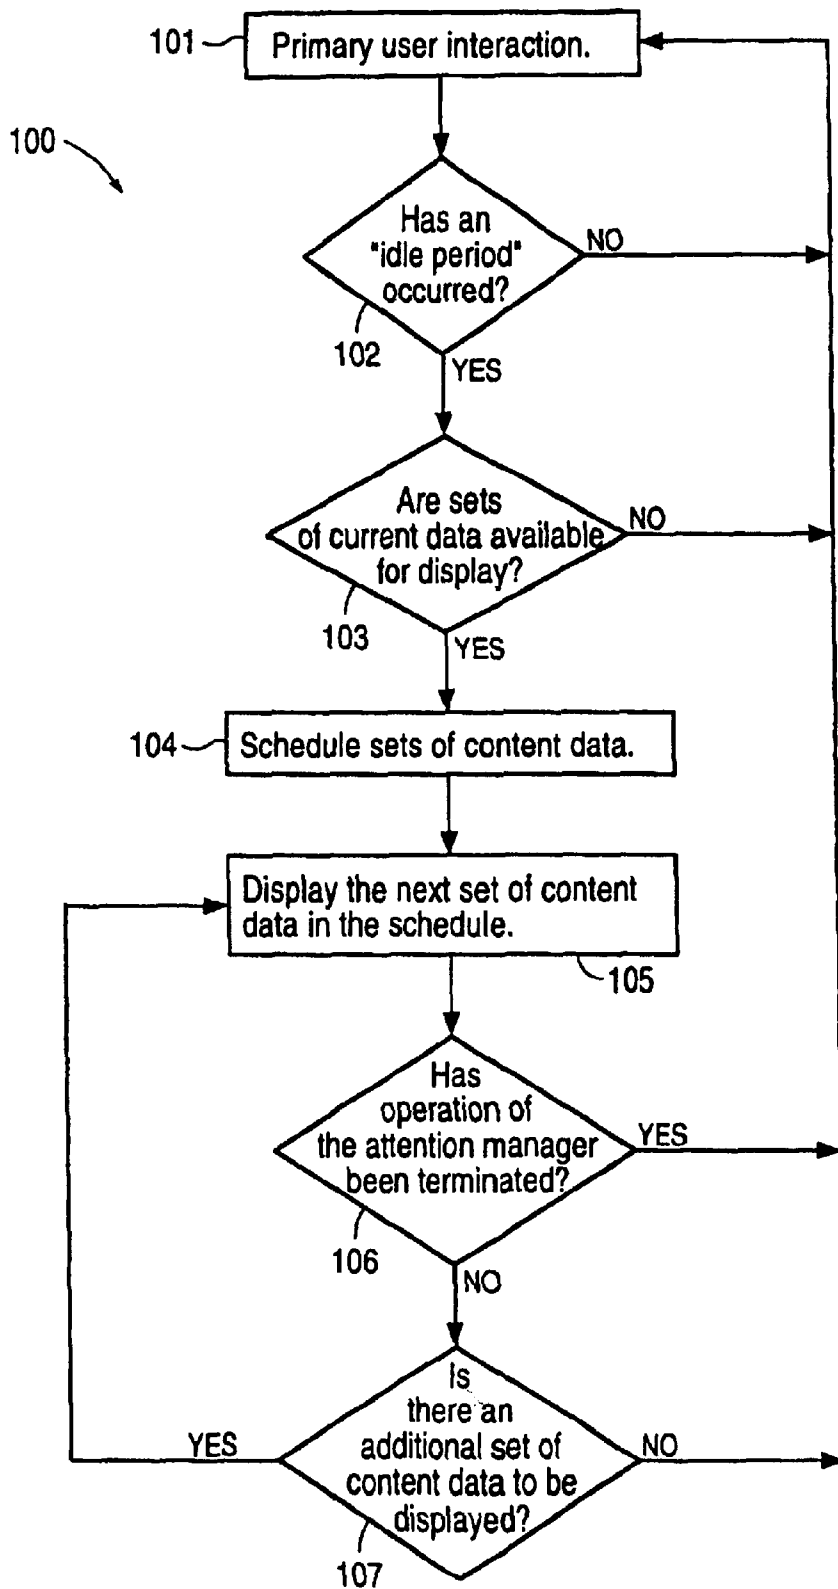 101
Primary user interaction.
100
Has an
"idle period"
occurred?
NO
102
YES
Are sets
of current data available
for display?
NO
103
YES
104
Schedule sets of content data.
Display the next set of content
data in the schedule.
105
Has
operation of
the attention manager
been terminated?
YES
106
NO
Is
there an
additional set of
content data to be
displayed?
YES
NO
107